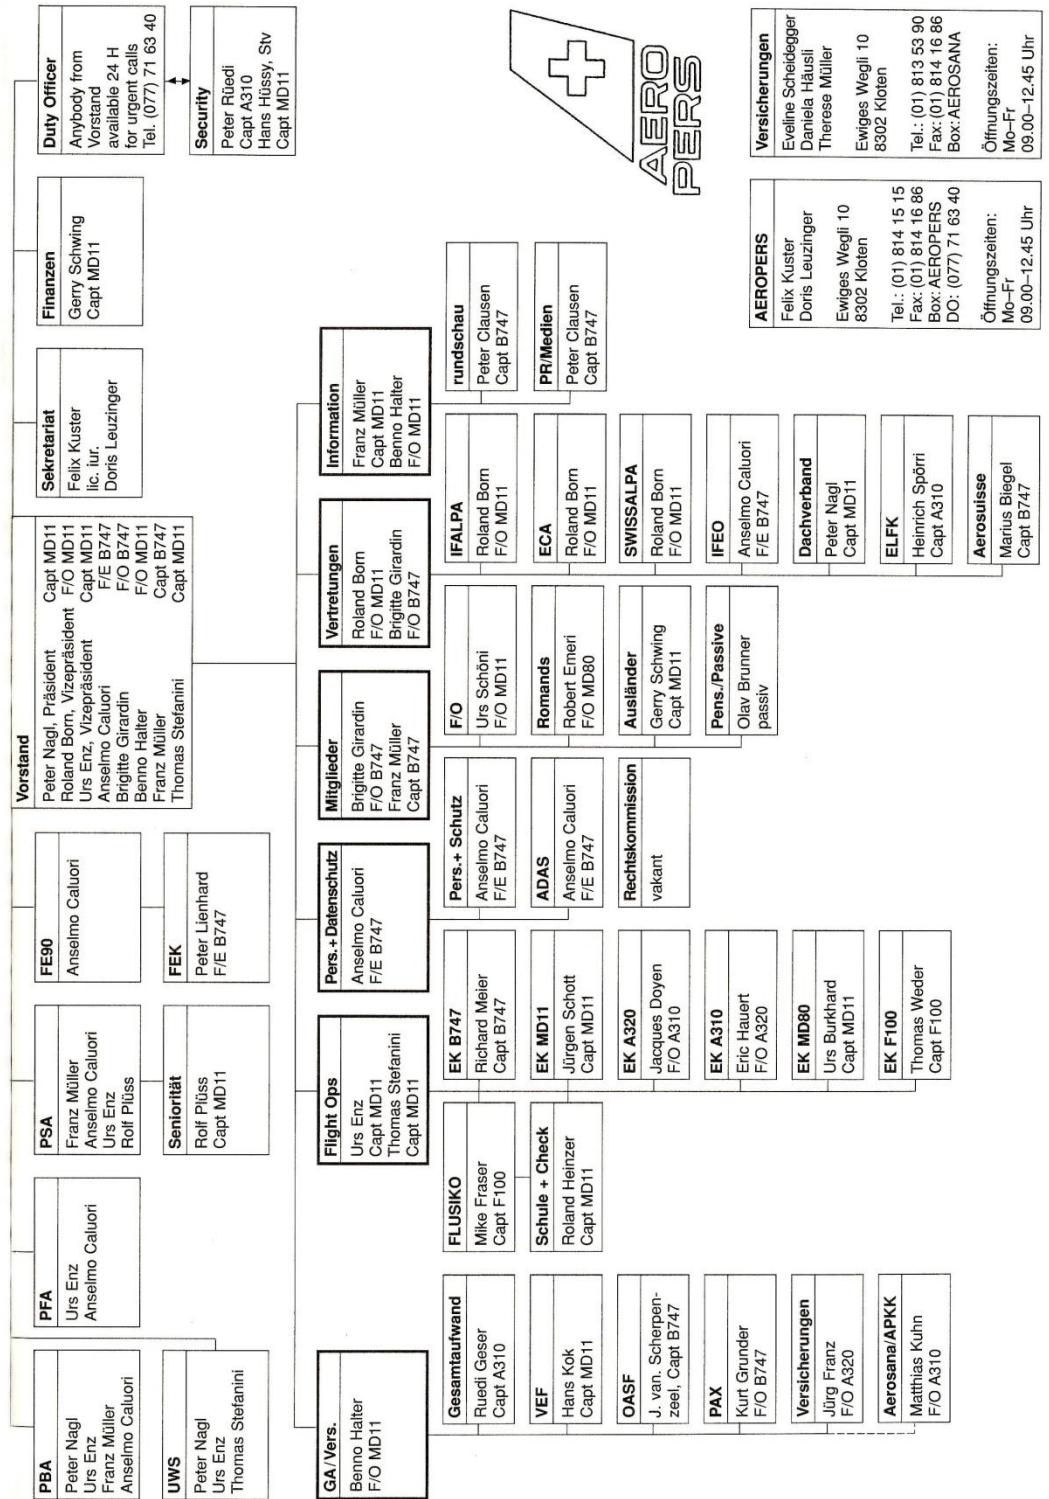 PBA
Peter Nagl
Urs Enz
Franz Müller
Anselmo Caluori
UWS
Peter Nagl
Urs Enz
Thomas Stefanini
PFA
Urs Enz
Anselmo Caluori
PSA
Franz Müller
Anselmo Caluori
Urs Enz
Rolf Plüss
Seniorität
Rolf Plüss
Capt MD11
FE90
Anselmo Caluori
FEK
Peter Lienhard
F/E B747
Vorstand
Peter Nagl, Präsident Capt MD11
Roland Born, Vizepräsident F/O MD11
Urs Enz, Vizepräsident Capt MD11
Anselmo Caluori F/E B747
Brigitte Girardin F/O B747
Benno Halter F/O MD11
Franz Müller Capt B747
Thomas Stefanini Capt MD11
Sekretariat
Felix Kuster
lic. iur.
Doris Leuzinger
Finanzen
Gerry Schwing
Capt MD11
Duty Officer
Anybody from
Vorstand
available 24 H
for urgent calls
Tel. (077) 71 63 40
Security
Peter Rüedi
Capt A310
Hans Hüssy, Stv
Capt MD11
GA/Vers.
Benno Halter
F/O MD11
Gesamtaufwand
Ruedi Geser
Capt A310
VEF
Hans Kok
Capt MD11
OASF
J. van. Scherpen-
zeel, Capt B747
PAX
Kurt Grunder
F/O B747
Versicherungen
Jürg Franz
F/O A320
Aerosana/APKK
Matthias Kuhn
F/O A310
Flight Ops
Urs Enz
Capt MD11
Thomas Stefanini
Capt MD11
FLUSIKO
Mike Fraser
Capt F100
Schule + Check
Roland Heinzer
Capt MD11
EK B747
Richard Meier
Capt B747
EK MD11
Jürgen Schott
Capt MD11
EK A320
Jacques Doyen
F/O A310
EK A310
Eric Hauert
F/O A320
EK MD80
Urs Burkhard
Capt MD11
EK F100
Thomas Weder
Capt F100
Pers.+Datenschutz
Anselmo Caluori
F/E B747
Pers.+ Schutz
Anselmo Caluori
F/E B747
ADAS
Anselmo Caluori
F/E B747
Rechtskommission
vakant
Mitglieder
Brigitte Girardin
F/O B747
Franz Müller
Capt B747
F/O
Urs Schöni
F/O MD11
Romands
Robert Emeri
F/O MD80
Ausländer
Gerry Schwing
Capt MD11
Pens./Passive
Olav Brunner
passiv
Vertretungen
Roland Born
F/O MD11
Brigitte Girardin
F/O B747
IFALPA
Roland Born
F/O MD11
ECA
Roland Born
F/O MD11
SWISSALPA
Roland Born
F/O MD11
IFEO
Anselmo Caluori
F/E B747
Dachverband
Peter Nagl
Capt MD11
ELFK
Heinrich Spörri
Capt A310
Aerosuisse
Marius Biegel
Capt B747
Information
Franz Müller
Capt MD11
Benno Halter
F/O MD11
rundschau
Peter Clausen
Capt B747
PR/Medien
Peter Clausen
Capt B747
AERO
PERS
AEROPERS
Felix Kuster
Doris Leuzinger
Ewiges Wegli 10
8302 Kloten
Tel.: (01) 814 15 15
Fax: (01) 814 16 86
Box: AEROPERS
DO: (077) 71 63 40
Öffnungszeiten:
Mo–Fr
09.00–12.45 Uhr
Versicherungen
Eveline Scheidegger
Daniela Häusli
Therese Müller
Ewiges Wegli 10
8302 Kloten
Tel.: (01) 813 53 90
Fax: (01) 814 16 86
Box: AEROSANA
Öffnungszeiten:
Mo–Fr
09.00–12.45 Uhr